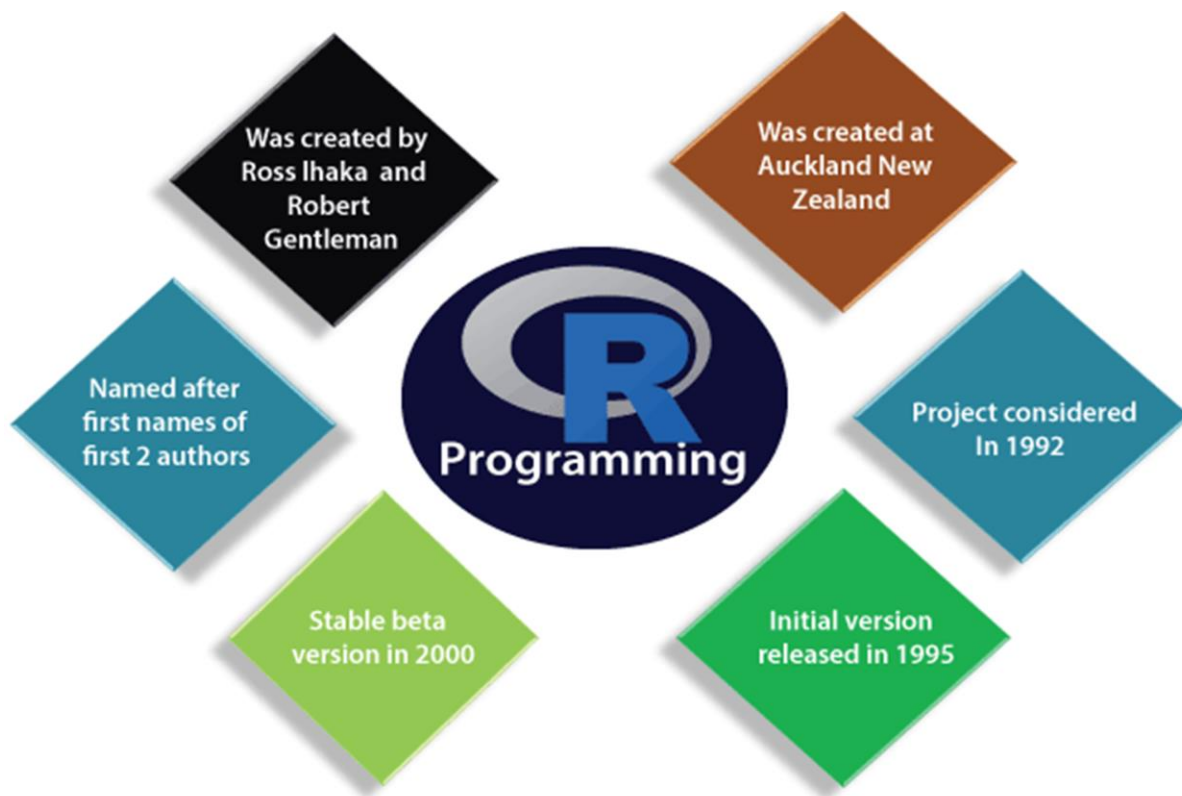 Was created by
Ross Ihaka and
Robert
Gentleman
Was created at
Auckland New
Zealand
Named after
first names of
first 2 authors
R
Programming
Project considered
In 1992
Stable beta
version in 2000
Initial version
released in 1995